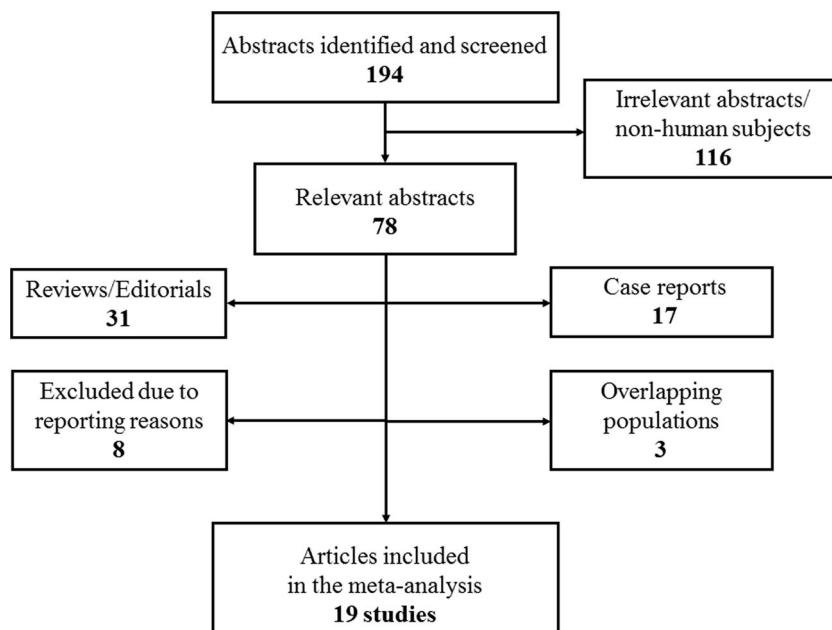 Abstracts identified and screened
194
Irrelevant abstracts/
non-human subjects
116
Relevant abstracts
78
Reviews/Editorials
31
Case reports
17
Excluded due to
reporting reasons
8
Overlapping
populations
3
Articles included
in the meta-analysis
19 studies